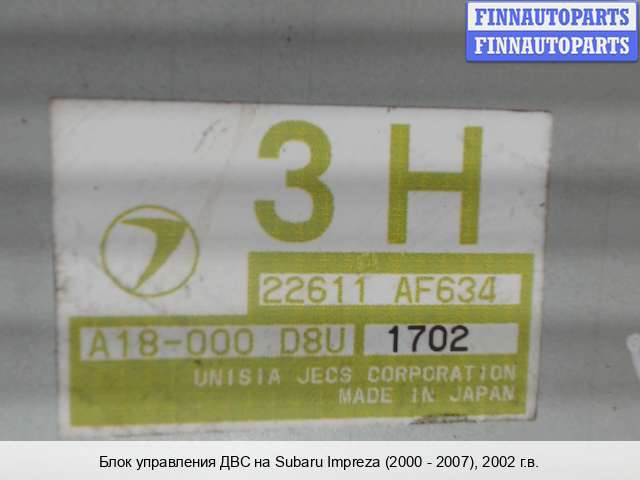 FINNAUTOPARTS
FINNAUTOPARTS
3H
22611 AF634
A18-000 D8U 1702
UNISIA JECS CORPORATION
MADE IN JAPAN
Блок управления ДВС на Subaru Impreza (2000 - 2007), 2002 г.в.